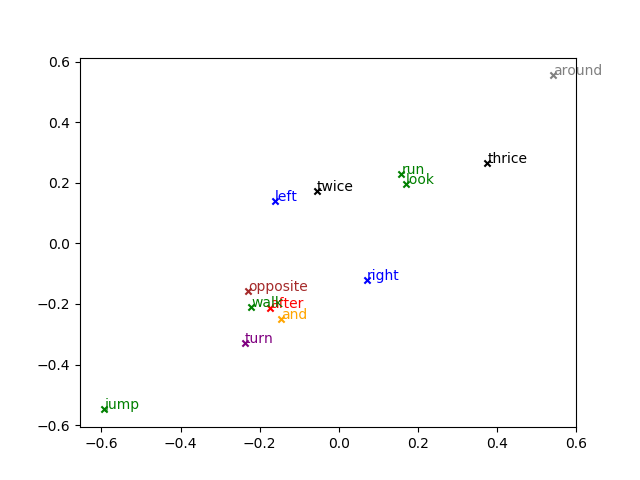 0.6
around
0.4
thrice
run
look
0.2
twice
left
0.0
right
opposite
−0.2
walk
after
and
turn
−0.4
jump
−0.6
−0.6 −0.4 −0.2 0.0 0.2 0.4 0.6